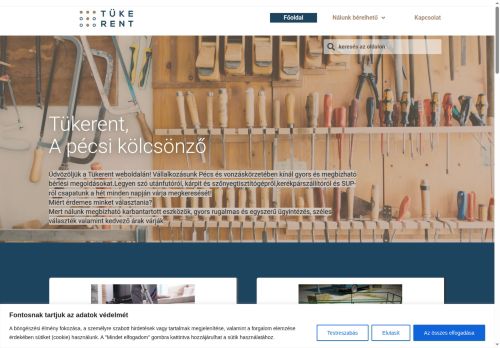 TÜKE
RENT
Főoldal
Nálunk bérelhető
Kapcsolat
keresés az oldalon
Tükerent,
A pécsi kölcsönző
Üdvözöljük a Tükerent weboldalán! Vállalkozásunk Pécs és vonzáskörzetében kínál gyors és megbízható
bérlési megoldásokat.Legyen szó utánfutóról, kárpit és szőnyegtisztítógépről,kerékpárszállítóról és SUP-
ról csapatunk a hét minden napján várja megkeresését!
Miért érdemes minket választania?
Mert nálunk megbízható karbantartott eszközök, gyors rugalmas és egyszerű ügyintézés, széles
választék valamint kedvező árak várják.
Fontosnak tartjuk az adatok védelmét
A böngészési élmény fokozása, a személyre szabott hirdetések vagy tartalmak megjelenítése, valamint a forgalom elemzése
érdekében sütiket (cookie) használunk. A "Mindet elfogadom" gombra kattintva hozzájárulhat a sütik használatához.
Testreszabás
Elutasít
Az összes elfogadása